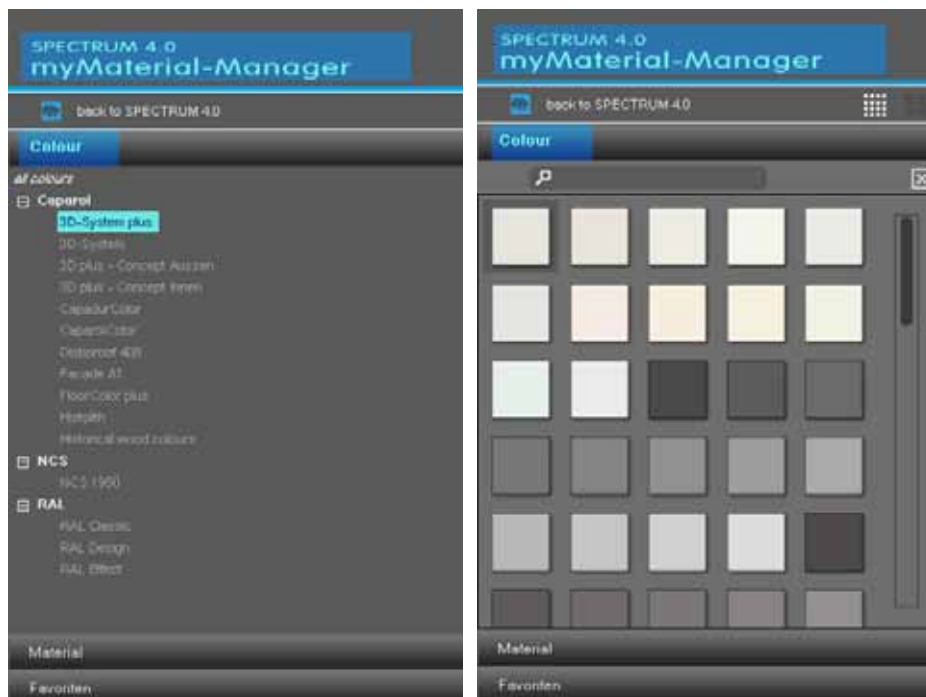 SPECTRUM 4.0
myMaterial-Manager
back to SPECTRUM 4.0
Colour
all colours
Caparol
3D-System plus
3D-System
3D plus - Concept Aussen
3D plus - Concept Innen
CapadurColor
CaparolColor
Disboroof 408
Facade A1
FloorColor plus
Histolith
Historical wood colours
NCS
NCS 1950
RAL
RAL Classic
RAL Design
RAL Effect
Material
Favoriten
SPECTRUM 4.0
myMaterial-Manager
back to SPECTRUM 4.0
Colour
Material
Favoriten